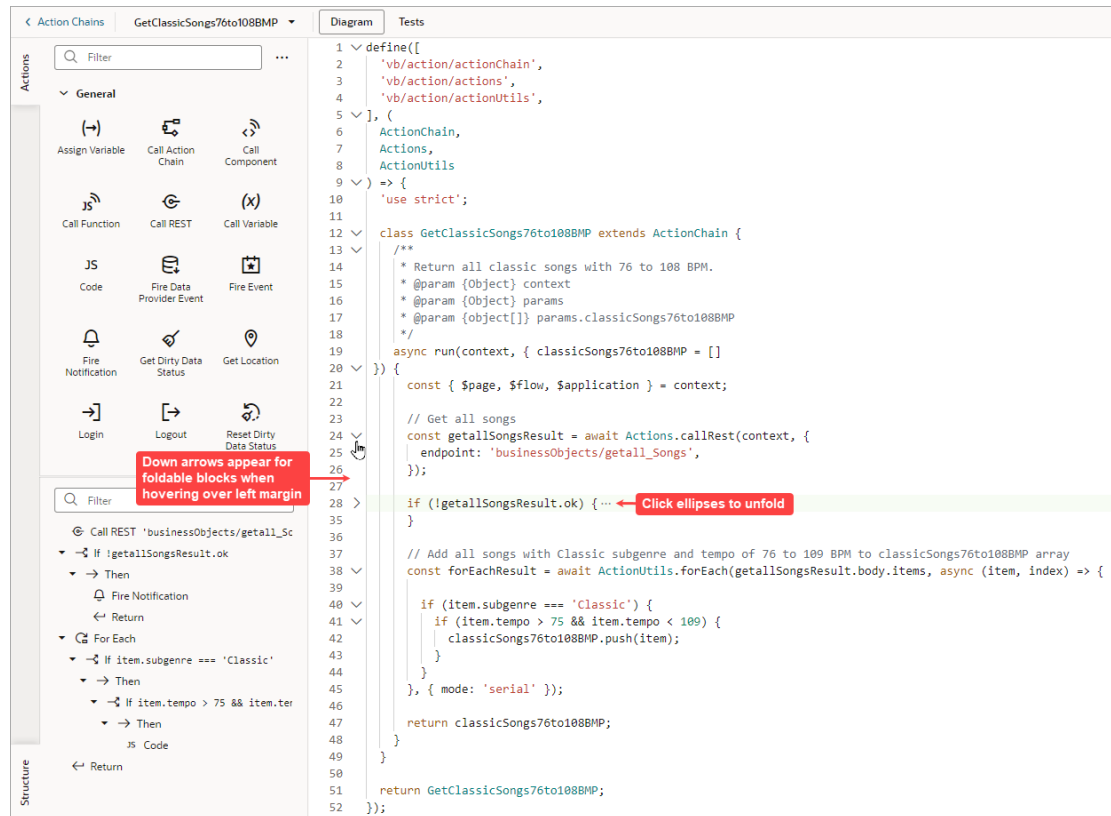 Action Chains
GetClassicSongs76to108BMP
Diagram
Tests
Actions
Filter
General
Assign Variable
Call Action
Chain
Call
Component
Call Function
Call REST
Call Variable
JS
Code
Fire Data
Provider Event
Fire Event
Fire
Notification
Get Dirty Data
Status
Get Location
Login
Logout
Reset Dirty
Data Status
Down arrows appear for
foldable blocks when
hovering over left margin
Filter
Call REST 'businessObjects/getall_Sc
If !getallSongsResult.ok
Then
Fire Notification
Return
For Each
If item.subgenre === 'Classic'
Then
If item.tempo > 75 && item.ter
Then
JS Code
Return
Structure
1 define([
2 'vb/action/actionChain',
3 'vb/action/actions',
4 'vb/action/actionUtils',
5 ], (
6 ActionChain,
7 Actions,
8 ActionUtils
9 ) => {
10 'use strict';
11
12 class GetClassicSongs76to108BMP extends ActionChain {
13 /**
14 * Return all classic songs with 76 to 108 BPM.
15 * @param {Object} context
16 * @param {Object} params
17 * @param {object[]} params.classicSongs76to108BMP
18 */
19 async run(context, { classicSongs76to108BMP = []
20 }) {
21 const { $page, $flow, $application } = context;
22
23 // Get all songs
24 const getallSongsResult = await Actions.callRest(context, {
25 endpoint: 'businessObjects/getall_Songs',
26 });
27
28 if (!getallSongsResult.ok) {··· Click ellipses to unfold
35 }
36
37 // Add all songs with Classic subgenre and tempo of 76 to 109 BPM to classicSongs76to108BMP array
38 const forEachResult = await ActionUtils.forEach(getallSongsResult.body.items, async (item, index) => {
39
40 if (item.subgenre === 'Classic') {
41 if (item.tempo > 75 && item.tempo < 109) {
42 classicSongs76to108BMP.push(item);
43 }
44 }
45 }, { mode: 'serial' });
46
47 return classicSongs76to108BMP;
48 }
49 }
50
51 return GetClassicSongs76to108BMP;
52 });